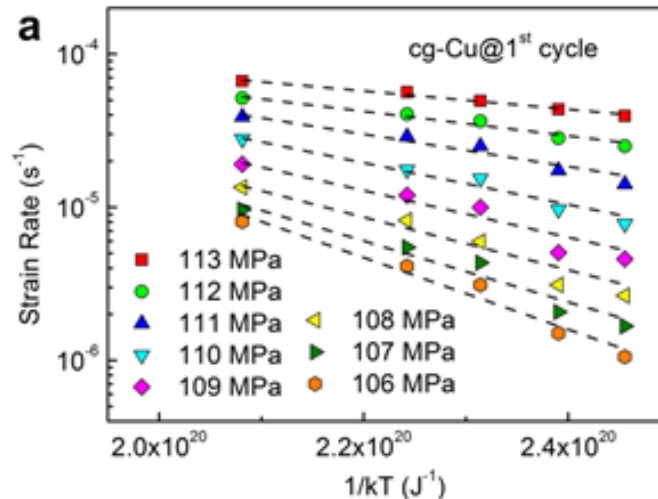 a
cg-Cu@1st cycle
10-4
10-5
10-6
Strain Rate (s-1)
113 MPa
112 MPa
111 MPa
110 MPa
109 MPa
108 MPa
107 MPa
106 MPa
2.0x1020
2.2x1020
2.4x1020
1/kT (J-1)